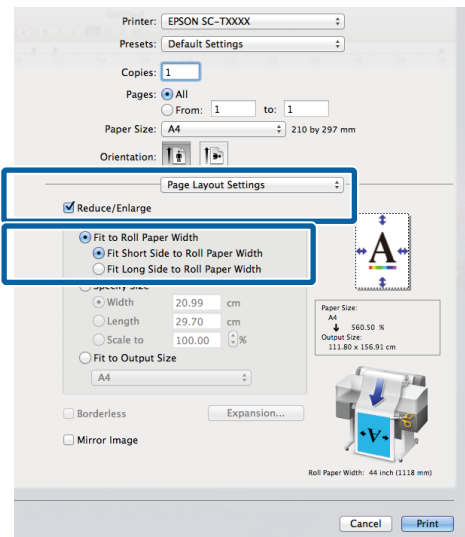 Printer: EPSON SC-TXXXX
Presets: Default Settings
Copies: 1
Pages: All
From: 1 to: 1
Paper Size: A4 210 by 297 mm
Orientation:
Page Layout Settings
Reduce/Enlarge
Fit to Roll Paper Width
Fit Short Side to Roll Paper Width
Fit Long Side to Roll Paper Width
Specify Size
Width 20.99 cm
Length 29.70 cm
Scale to 100.00 %
Fit to Output Size
A4
Borderless Expansion...
Mirror Image
A
Paper Size:
A4
560.50 %
Output Size:
111.80 x 156.91 cm
A
Roll Paper Width: 44 inch (1118 mm)
Cancel Print